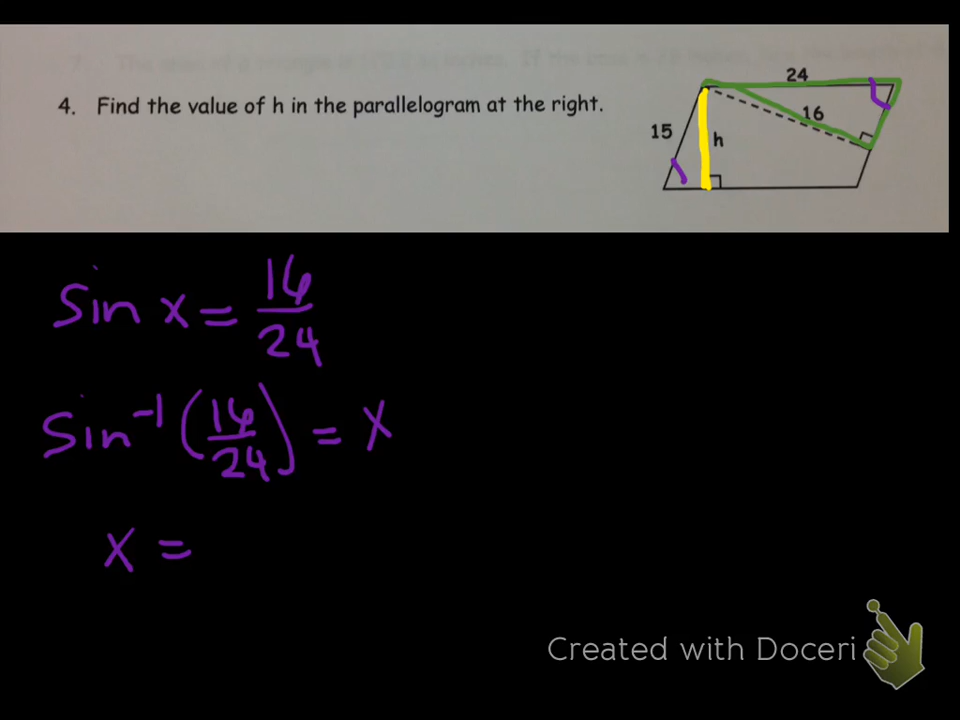 24
4. Find the value of h in the parallelogram at the right.
16
15
h
Sin x = 16/24
Sin⁻¹ (16/24) = x
x =
Created with Doceri